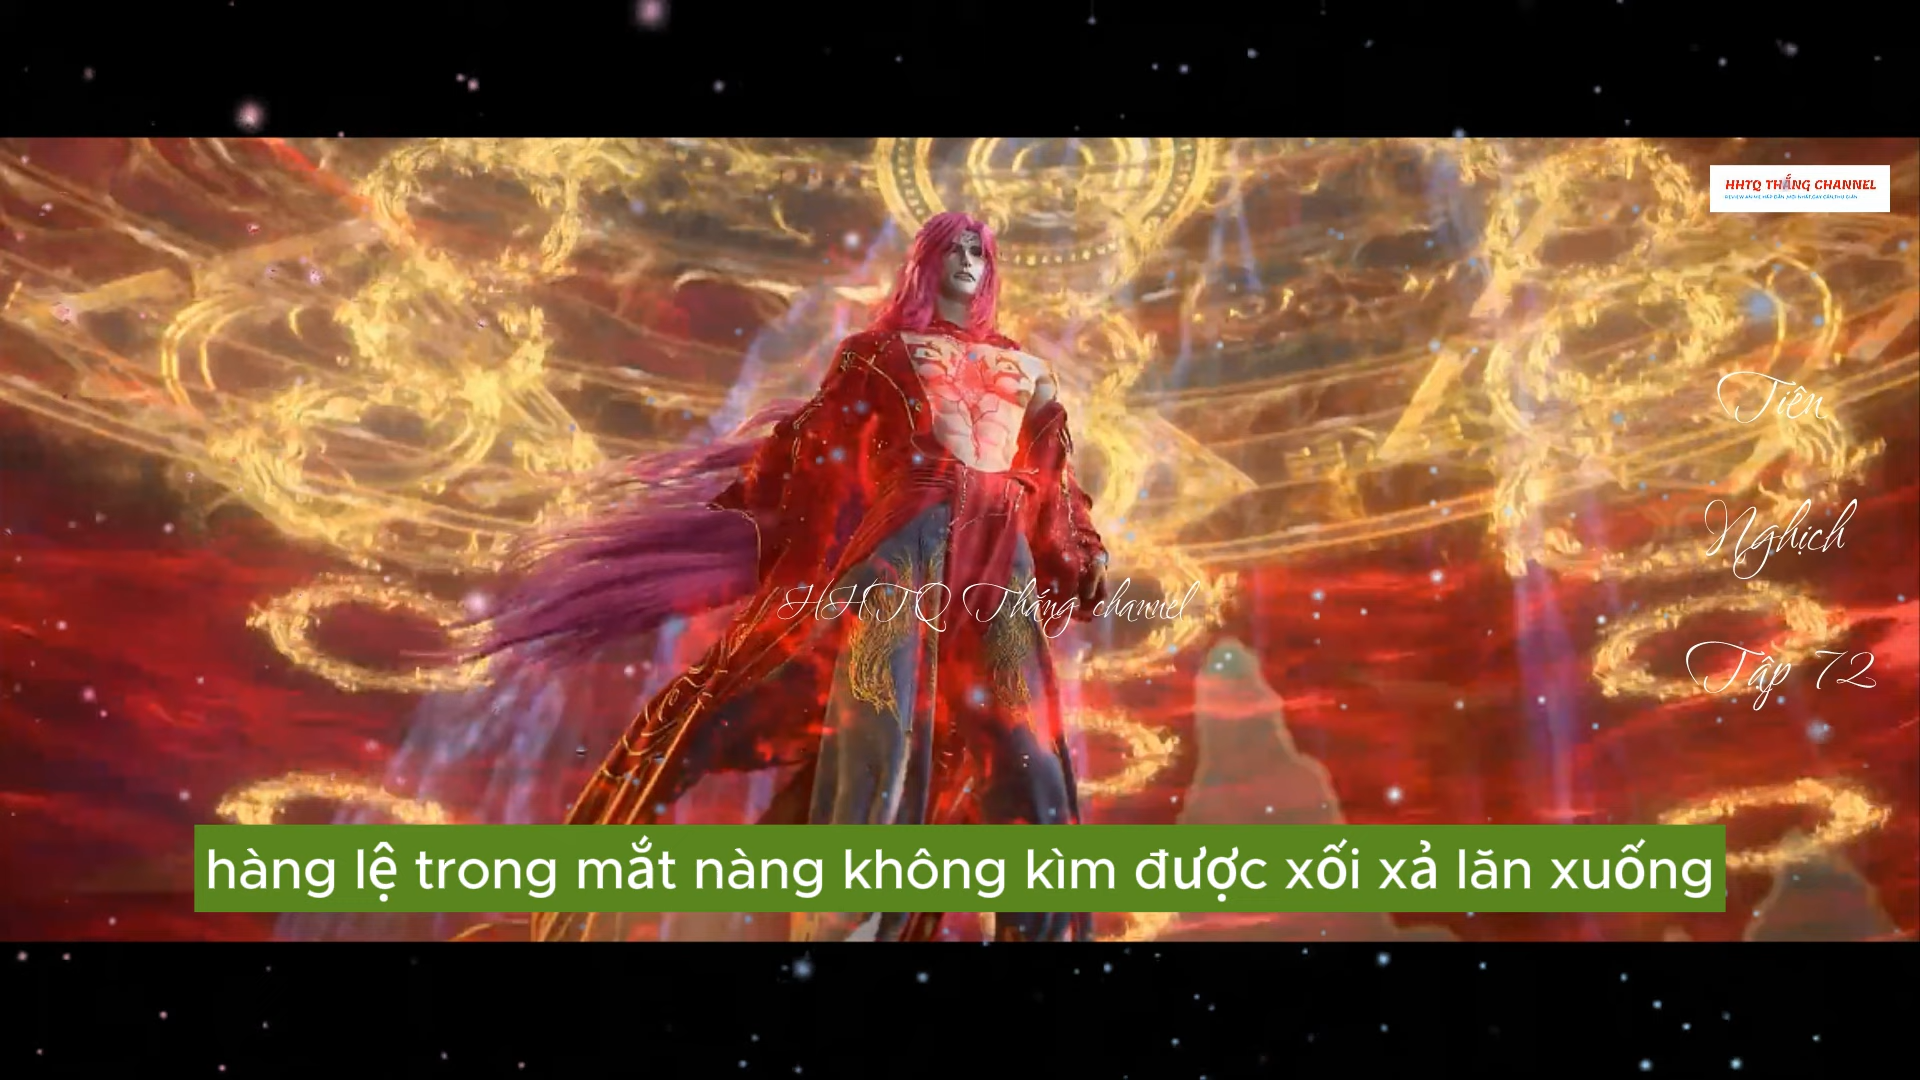 HHTQ THẮNG CHANNEL
Tiên
Nghịch
HHTQ Thắng channel
Tập 72
hàng lệ trong mắt nàng không kìm được xối xả lăn xuống